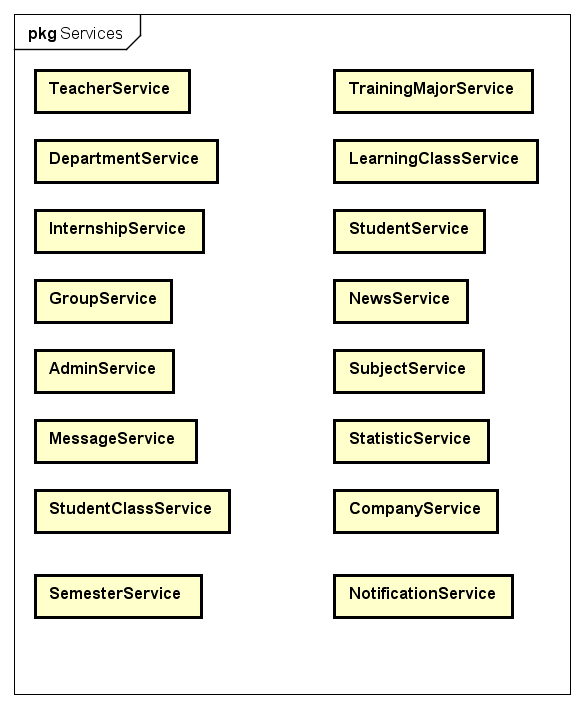 pkg Services
TeacherService
TrainingMajorService
DepartmentService
LearningClassService
InternshipService
StudentService
GroupService
NewsService
AdminService
SubjectService
MessageService
StatisticService
StudentClassService
CompanyService
SemesterService
NotificationService